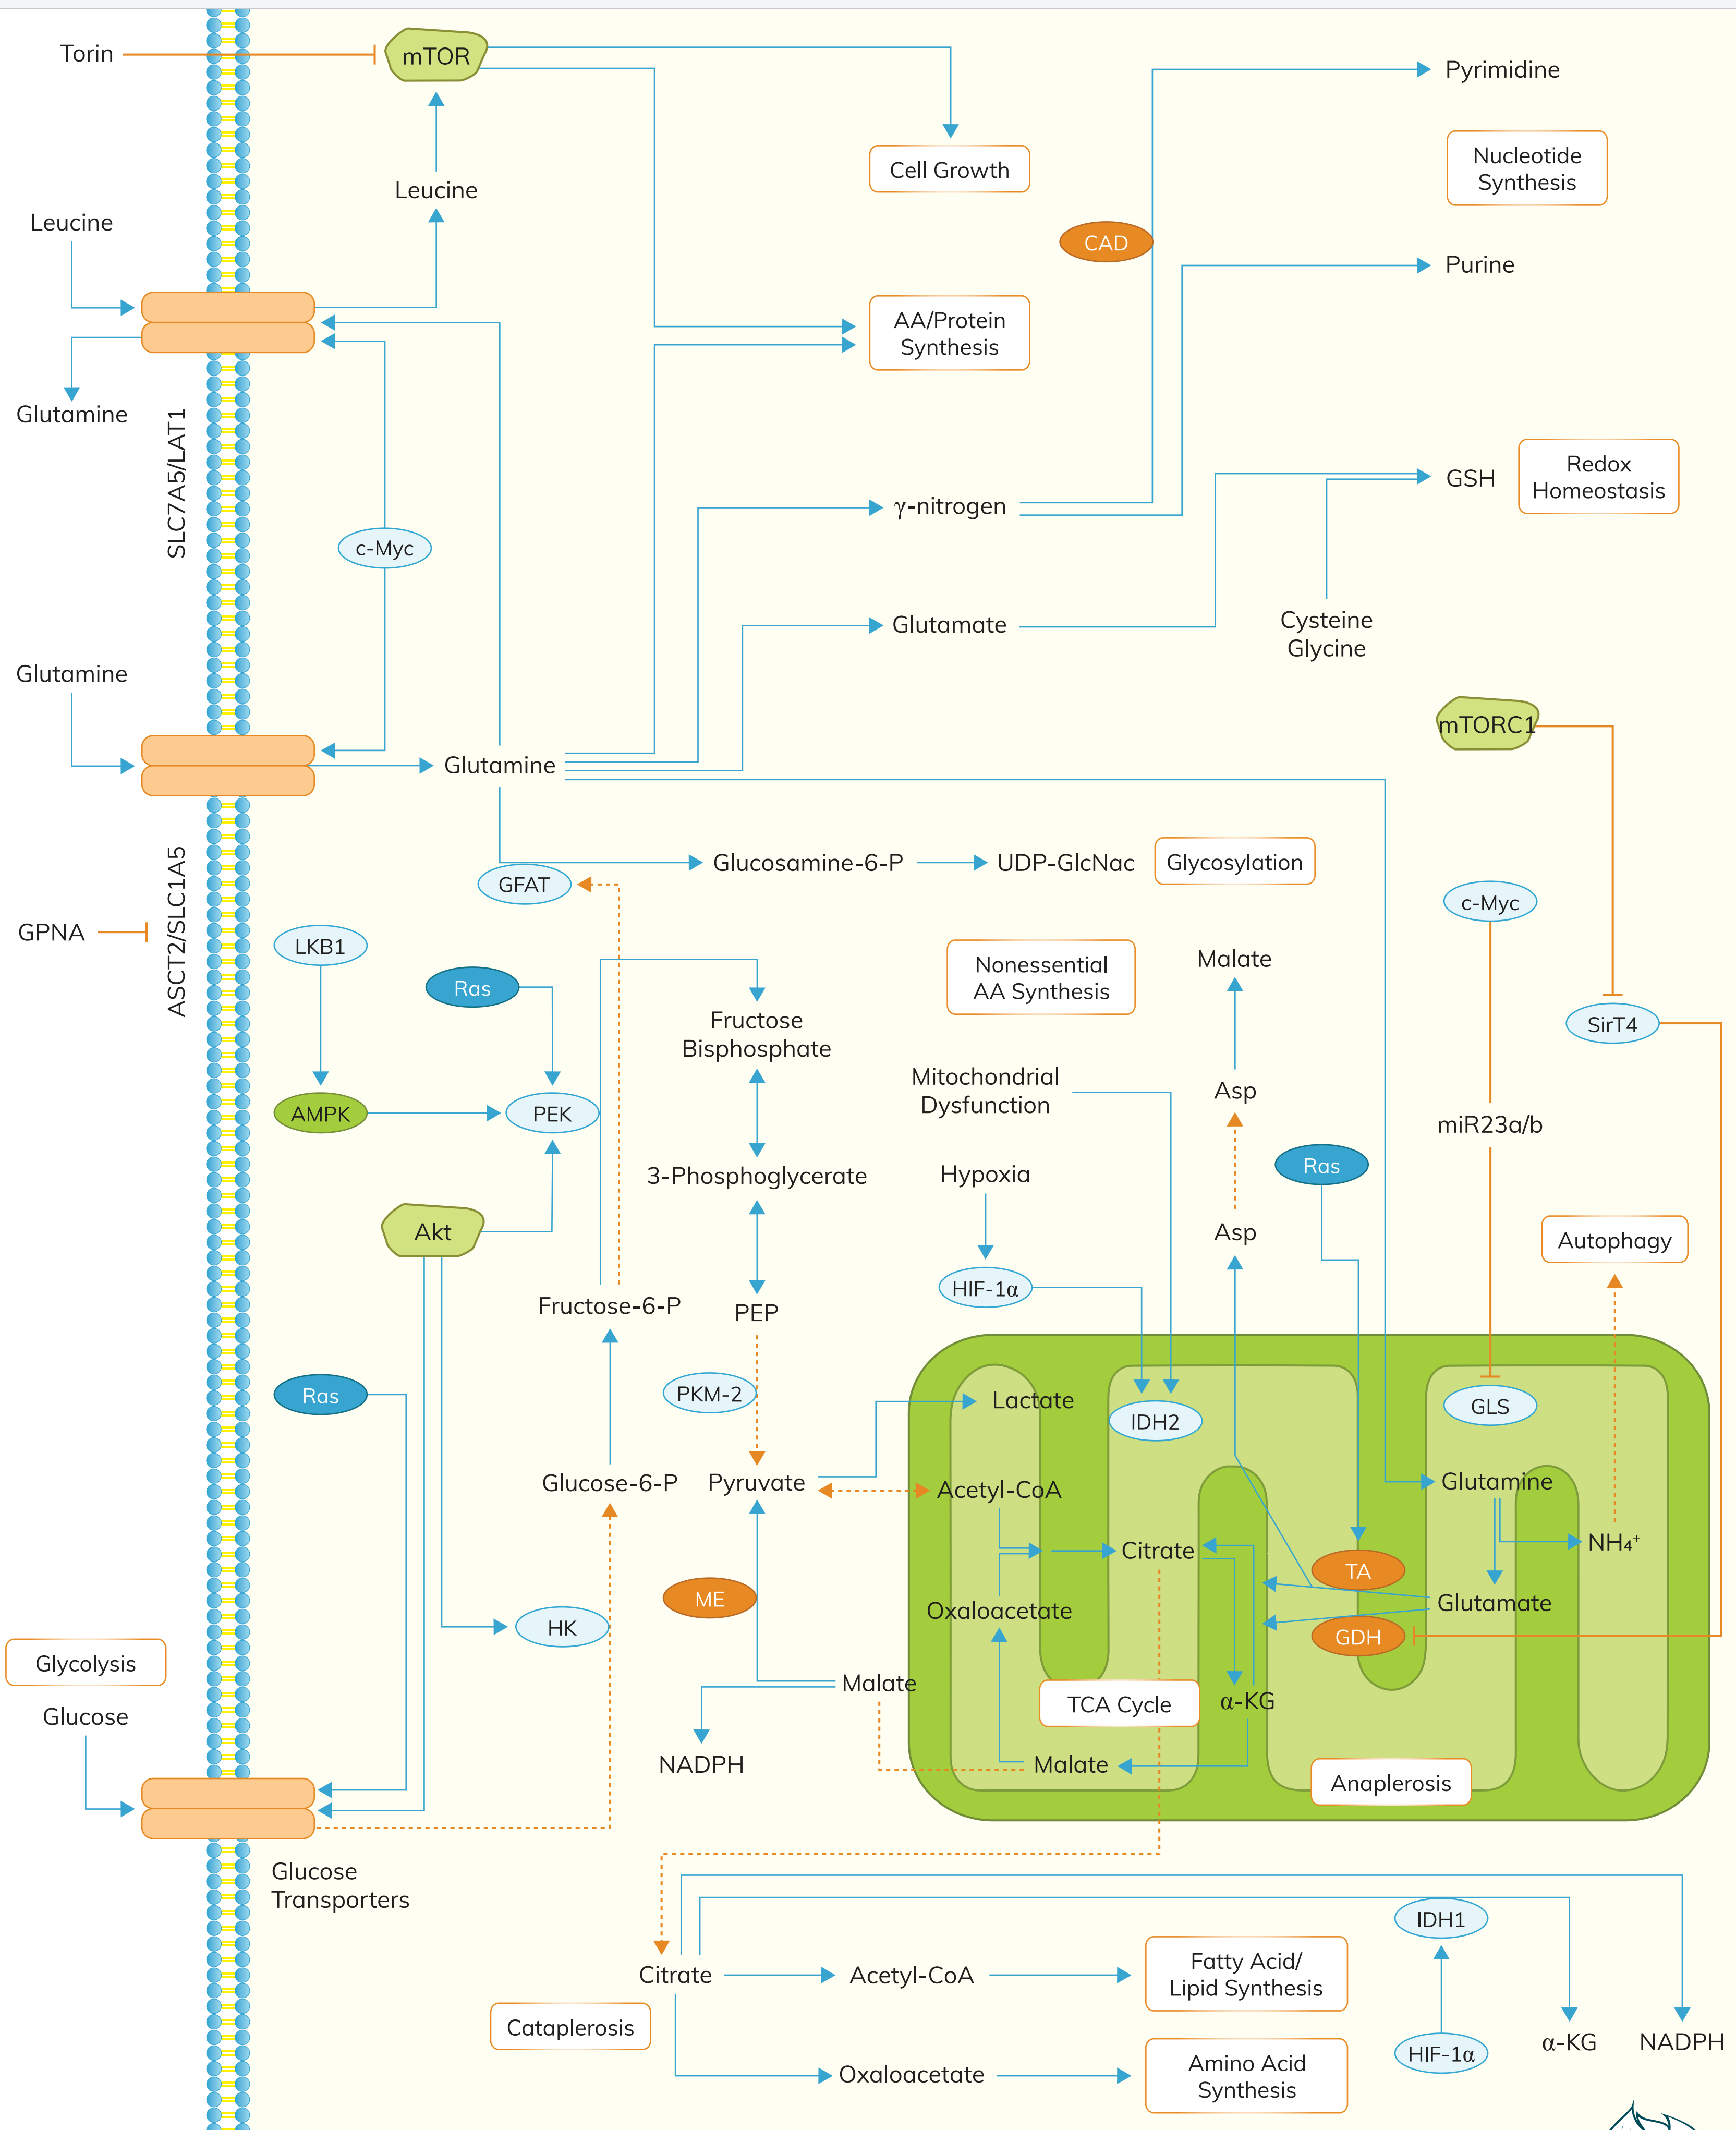 Torin
mTOR
Pyrimidine
Nucleotide
Synthesis
Cell Growth
Leucine
Leucine
CAD
Purine
AA/Protein
Synthesis
Glutamine
SLC7A5/LAT1
Redox
Homeostasis
GSH
γ-nitrogen
c-Myc
Glutamate
Cysteine
Glycine
Glutamine
mTORC1
Glutamine
Glucosamine-6-P
UDP-GlcNac
Glycosylation
GFAT
c-Myc
GPNA
ASCT2/SLC1A5
LKB1
Ras
Nonessential
AA Synthesis
Malate
Fructose
Bisphosphate
SirT4
Mitochondrial
Dysfunction
Asp
AMPK
PEK
miR23a/b
3-Phosphoglycerate
Hypoxia
Ras
Akt
Asp
Autophagy
HIF-1α
Fructose-6-P
PEP
Ras
PKM-2
Lactate
IDH2
GLS
Glucose-6-P
Pyruvate
Acetyl-CoA
Glutamine
Citrate
NH₄⁺
TA
ME
Oxaloacetate
Glutamate
HK
GDH
Glycolysis
Malate
TCA Cycle
α-KG
Glucose
NADPH
Malate
Anaplerosis
Glucose
Transporters
IDH1
Citrate
Acetyl-CoA
Fatty Acid/
Lipid Synthesis
Cataplerosis
α-KG
NADPH
HIF-1α
Oxaloacetate
Amino Acid
Synthesis